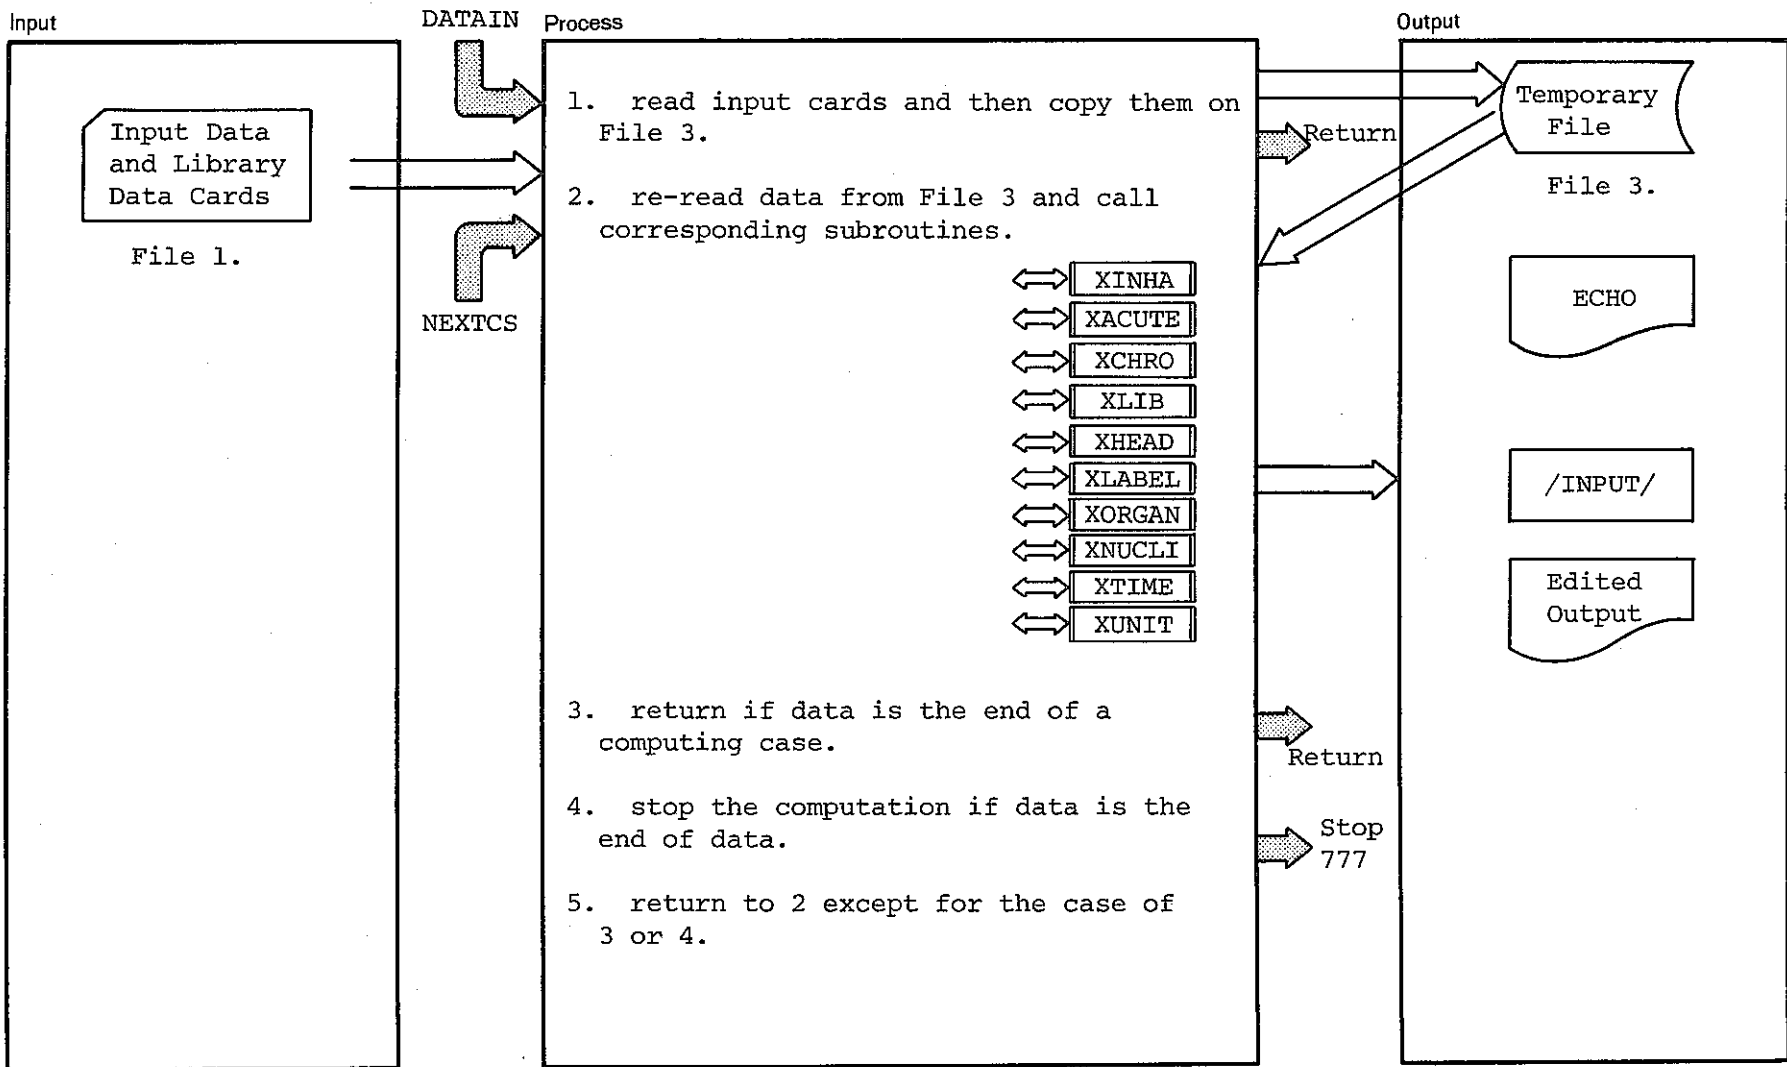 Input
Input Data
and Library
Data Cards
File 1.
DATAIN
NEXTCS
Process
1. read input cards and then copy them on
File 3.
2. re-read data from File 3 and call
corresponding subroutines.
XINHA
XACUTE
XCHRO
XLIB
XHEAD
XLABEL
XORGAN
XNUCLI
XTIME
XUNIT
3. return if data is the end of a
computing case.
4. stop the computation if data is the
end of data.
5. return to 2 except for the case of
3 or 4.
Return
Return
Stop
777
Output
Temporary
File
File 3.
ECHO
/INPUT/
Edited
Output